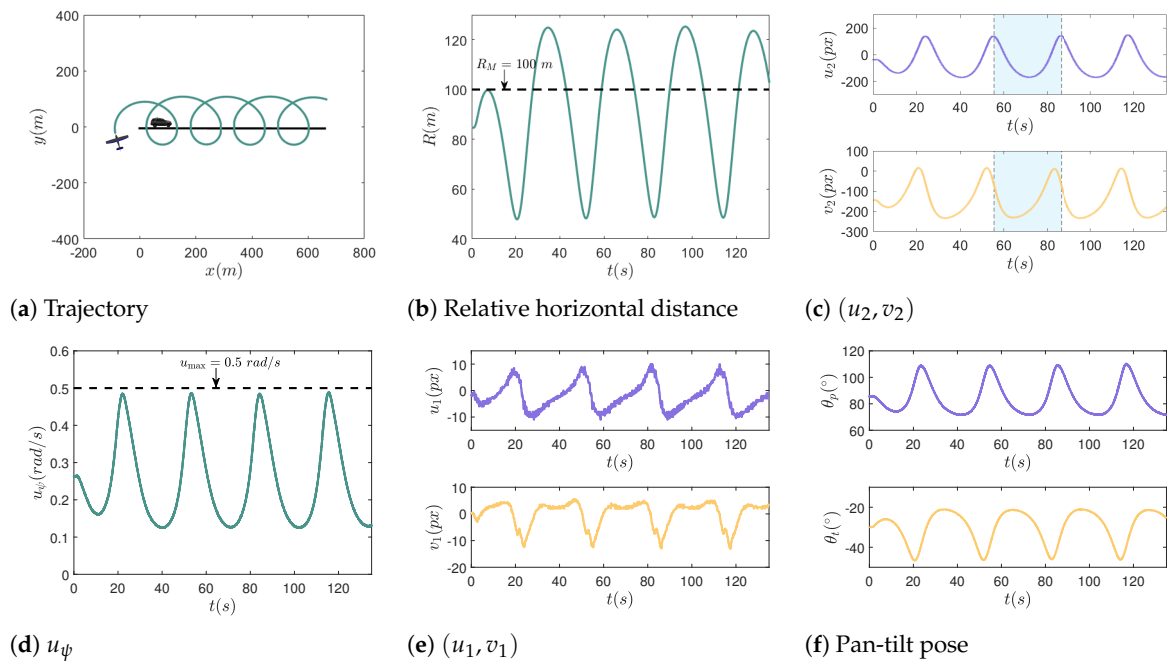 400
200
0
-200
-400
y(m)
-200 0 200 400 600 800
x(m)
(a) Trajectory
120
100
80
60
40
R(m)
R_M = 100 m
0 20 40 60 80 100 120
t(s)
(b) Relative horizontal distance
200
0
-200
u_2(px)
0 20 40 60 80 100 120
t(s)
100
0
-100
-200
-300
v_2(px)
0 20 40 60 80 100 120
t(s)
(c) (u_2, v_2)
0.6
0.5
0.4
0.3
0.2
0.1
0
u_ψ(rad/s)
u_max = 0.5 rad/s
0 20 40 60 80 100 120
t(s)
(d) u_ψ
10
0
-10
u_1(px)
0 20 40 60 80 100 120
t(s)
10
0
-10
-20
v_1(px)
0 20 40 60 80 100 120
t(s)
(e) (u_1, v_1)
120
100
80
60
θ_p(°)
0 20 40 60 80 100 120
t(s)
-20
-40
θ_t(°)
0 20 40 60 80 100 120
t(s)
(f) Pan-tilt pose